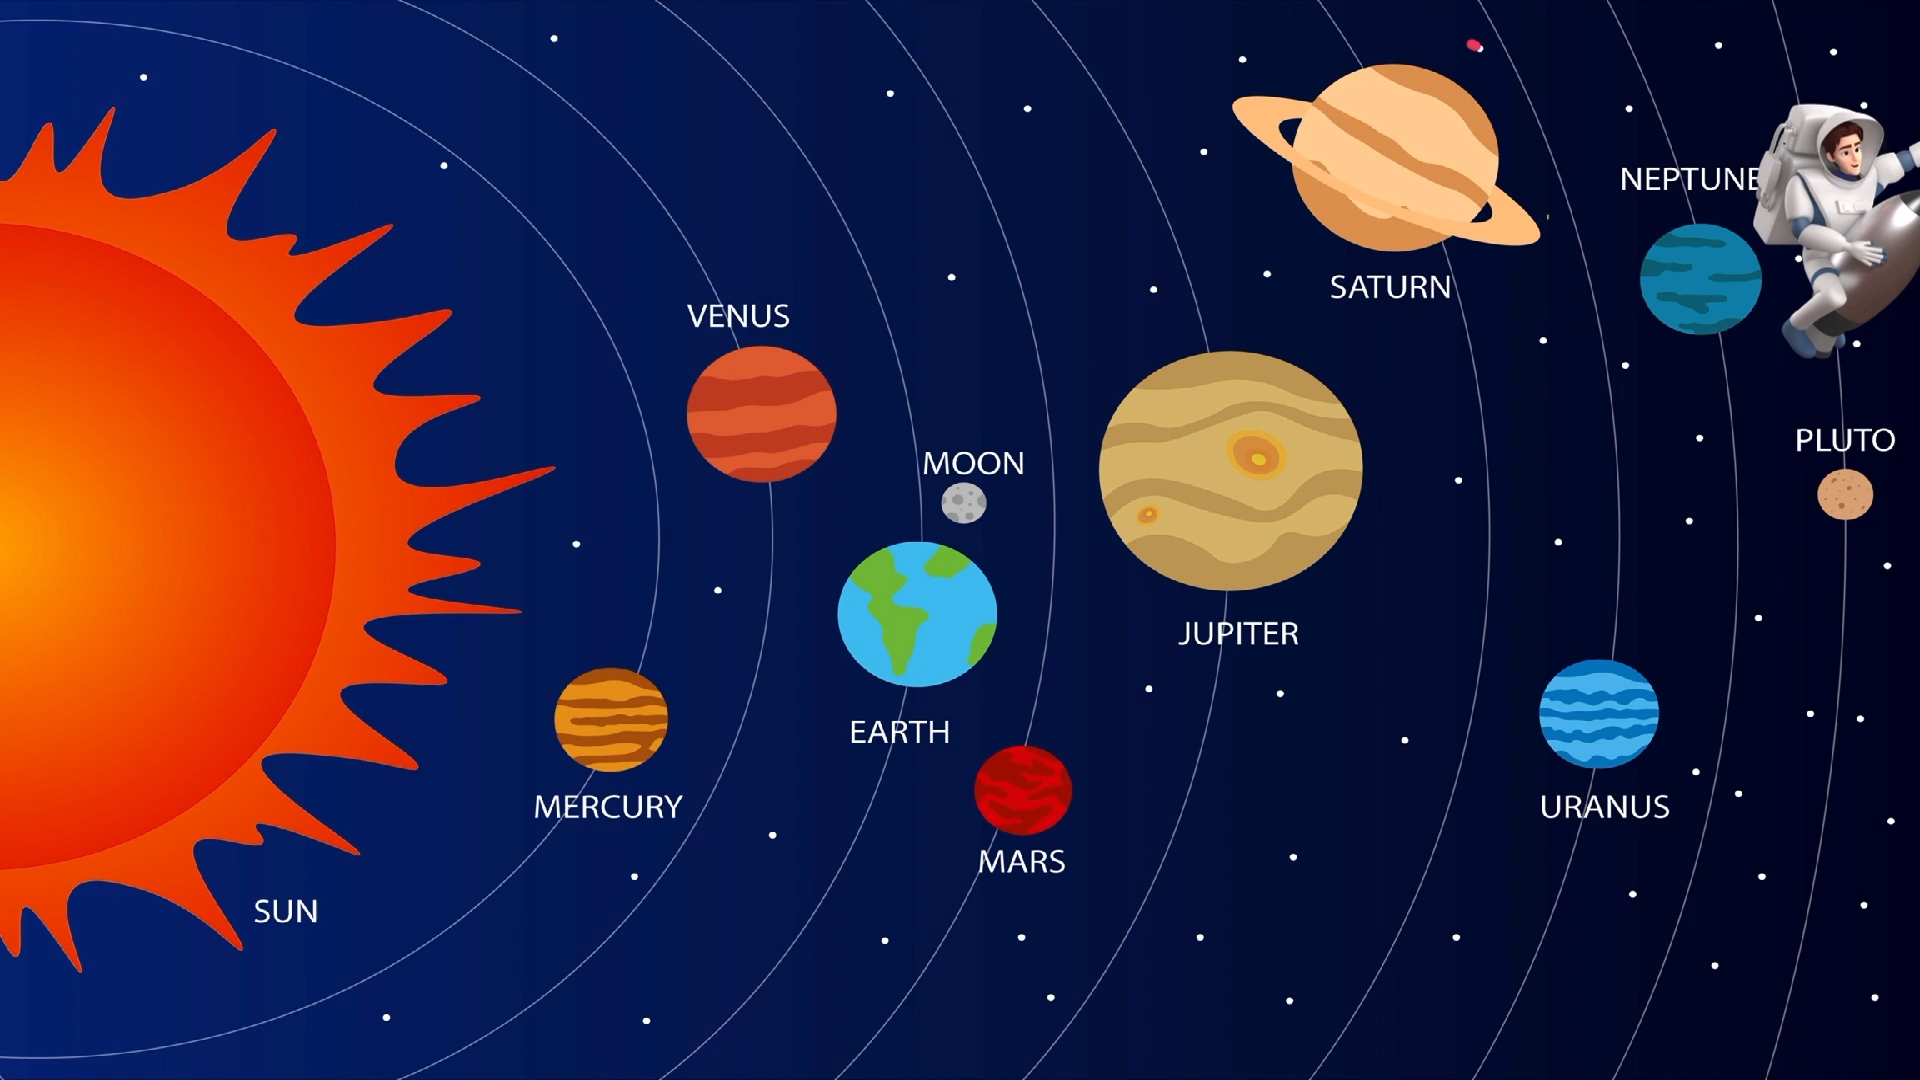 SUN
MERCURY
VENUS
EARTH
MOON
MARS
JUPITER
SATURN
URANUS
NEPTUNE
PLUTO